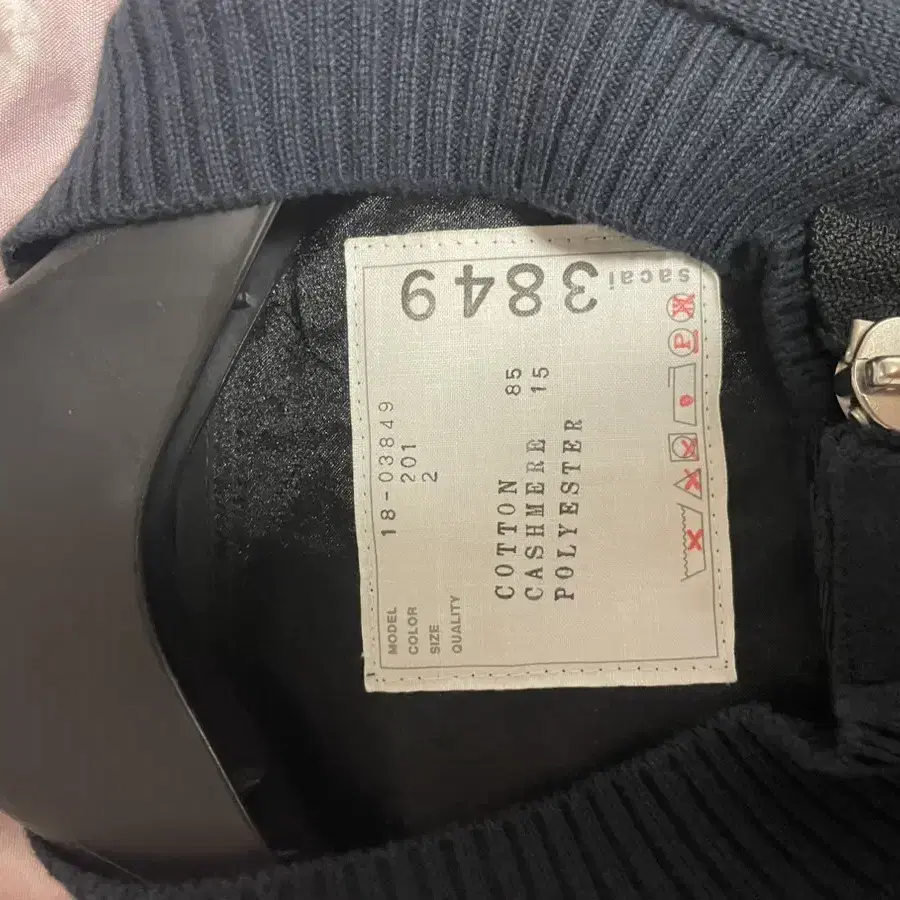 sacai 3849
MODEL 18-03849
COLOR 201
SIZE 2
QUALITY
COTTON 85
CASHMERE 15
POLYESTER
P
W